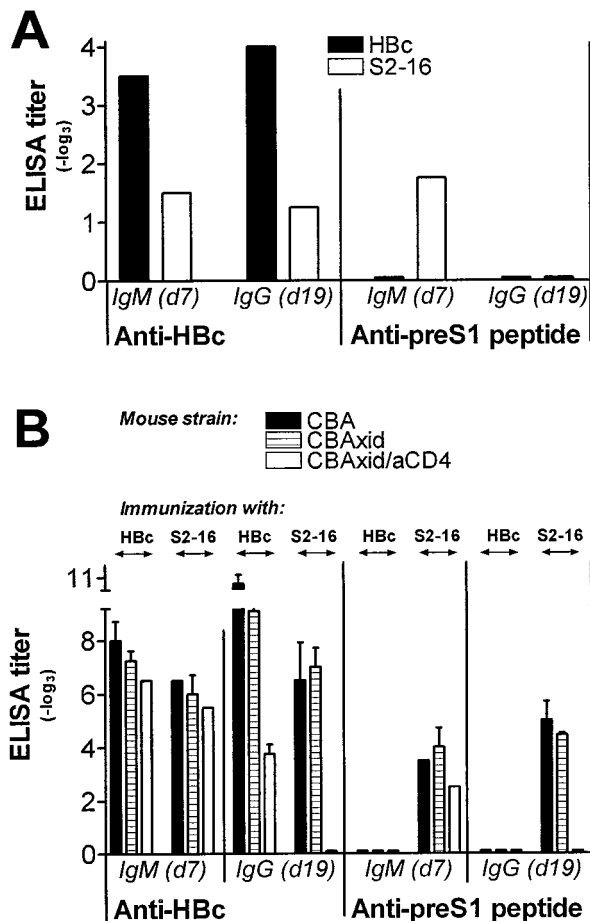 A
HBc
S2-16
ELISA titer
(-log3)
4
3
2
1
0
IgM (d7) IgG (d19) IgM (d7) IgG (d19)
Anti-HBc Anti-preS1 peptide
B
Mouse strain:
CBA
CBAxid
CBAxid/aCD4
Immunization with:
HBc S2-16 HBc S2-16 HBc S2-16 HBc S2-16
ELISA titer
(-log3)
11
8
6
4
2
0
IgM (d7) IgG (d19) IgM (d7) IgG (d19)
Anti-HBc Anti-preS1 peptide